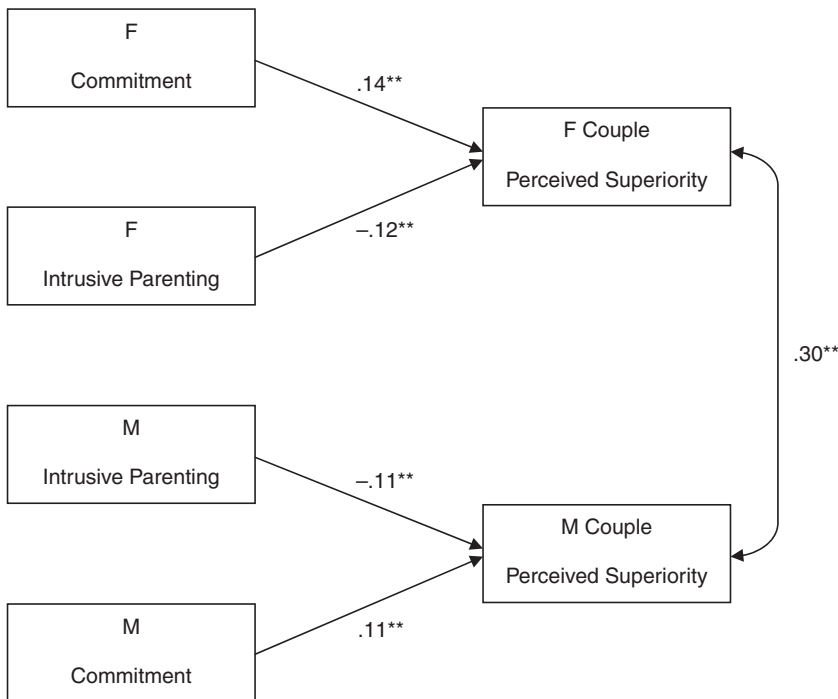 F
Commitment
.14**
F Couple
Perceived Superiority
F
Intrusive Parenting
–.12**
.30**
M
Intrusive Parenting
–.11**
M Couple
Perceived Superiority
M
Commitment
.11**